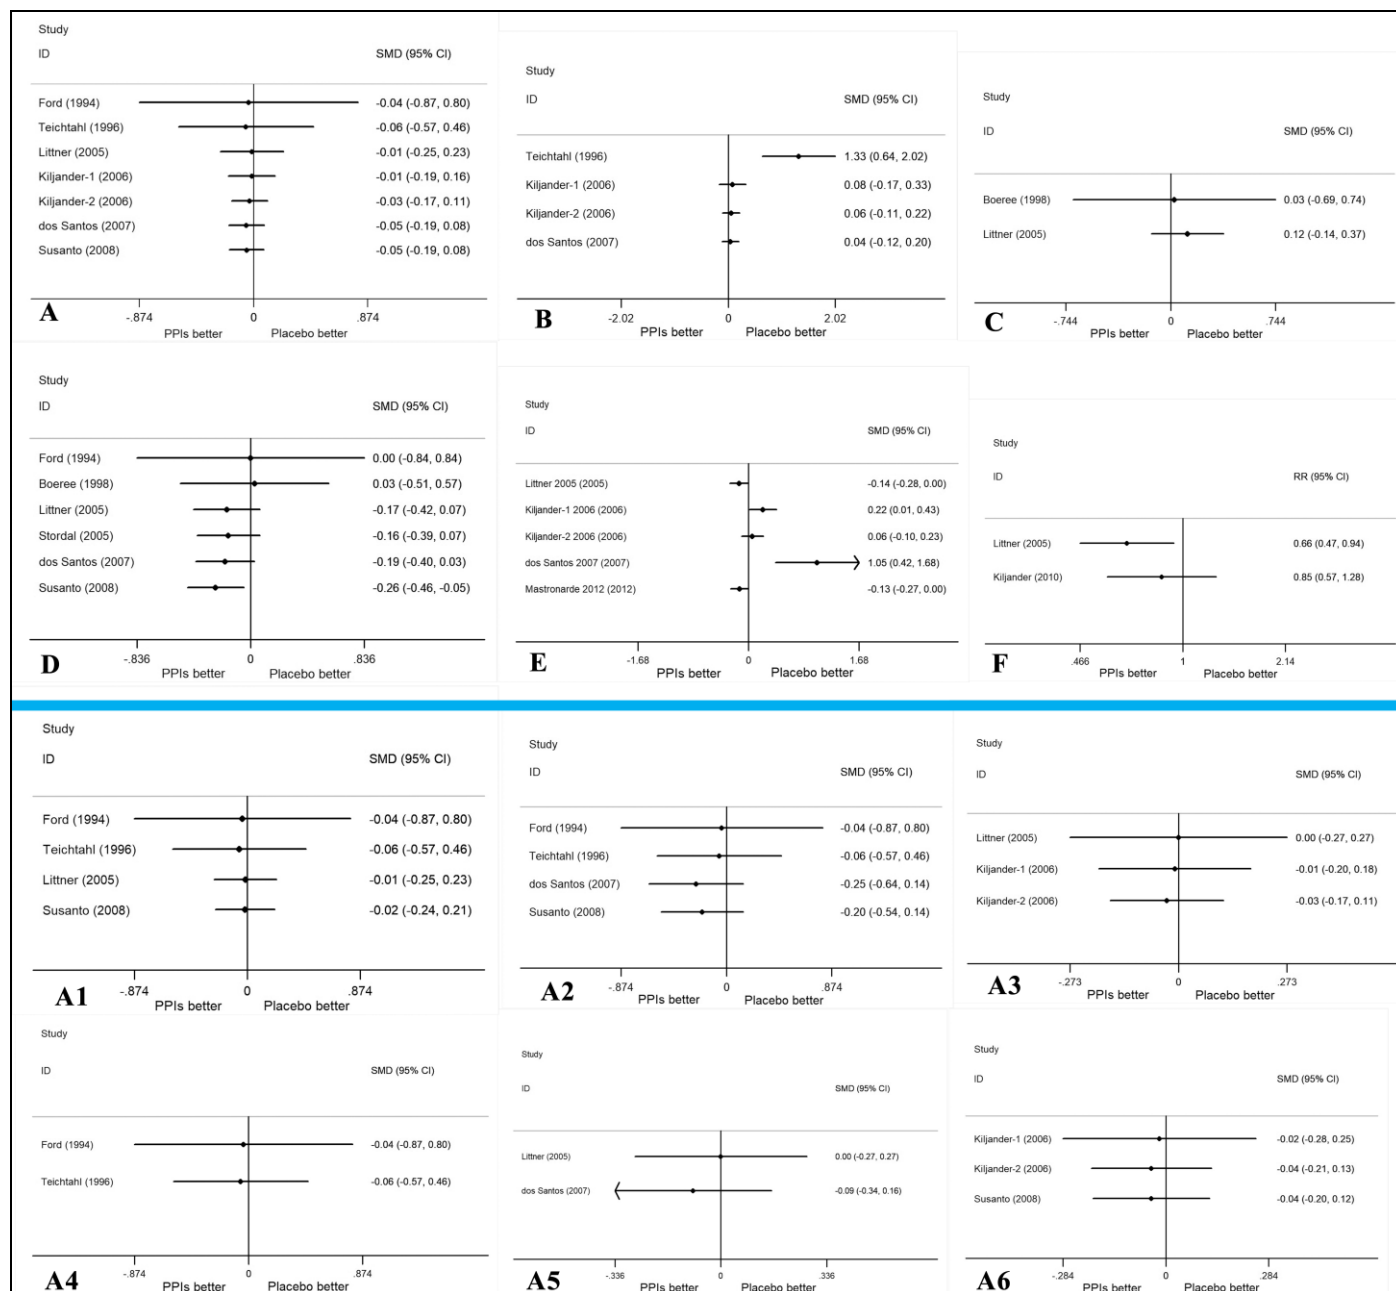 Study
ID SMD (95% CI)
Ford (1994) -0.04 (-0.87, 0.80)
Teichtahl (1996) -0.06 (-0.57, 0.46)
Littner (2005) -0.01 (-0.25, 0.23)
Kiljander-1 (2006) -0.01 (-0.19, 0.16)
Kiljander-2 (2006) -0.03 (-0.17, 0.11)
dos Santos (2007) -0.05 (-0.19, 0.08)
Susanto (2008) -0.05 (-0.19, 0.08)
-.874 0 .874
A PPIs better Placebo better
Study
ID SMD (95% CI)
Teichtahl (1996) 1.33 (0.64, 2.02)
Kiljander-1 (2006) 0.08 (-0.17, 0.33)
Kiljander-2 (2006) 0.06 (-0.11, 0.22)
dos Santos (2007) 0.04 (-0.12, 0.20)
-2.02 0 2.02
B PPIs better Placebo better
Study
ID SMD (95% CI)
Boeree (1998) 0.03 (-0.69, 0.74)
Littner (2005) 0.12 (-0.14, 0.37)
-.744 0 .744
C PPIs better Placebo better
Study
ID SMD (95% CI)
Ford (1994) 0.00 (-0.84, 0.84)
Boeree (1998) 0.03 (-0.51, 0.57)
Littner (2005) -0.17 (-0.42, 0.07)
Stordal (2005) -0.16 (-0.39, 0.07)
dos Santos (2007) -0.19 (-0.40, 0.03)
Susanto (2008) -0.26 (-0.46, -0.05)
-.836 0 .836
D PPIs better Placebo better
Study
ID SMD (95% CI)
Littner 2005 (2005) -0.14 (-0.28, 0.00)
Kiljander-1 2006 (2006) 0.22 (0.01, 0.43)
Kiljander-2 2006 (2006) 0.06 (-0.10, 0.23)
dos Santos 2007 (2007) 1.05 (0.42, 1.68)
Mastronarde 2012 (2012) -0.13 (-0.27, 0.00)
-1.68 0 1.68
E PPIs better Placebo better
Study
ID RR (95% CI)
Littner (2005) 0.66 (0.47, 0.94)
Kiljander (2010) 0.85 (0.57, 1.28)
.466 1 2.14
F PPIs better Placebo better
Study
ID SMD (95% CI)
Ford (1994) -0.04 (-0.87, 0.80)
Teichtahl (1996) -0.06 (-0.57, 0.46)
Littner (2005) -0.01 (-0.25, 0.23)
Susanto (2008) -0.02 (-0.24, 0.21)
-.874 0 .874
A1 PPIs better Placebo better
Study
ID SMD (95% CI)
Ford (1994) -0.04 (-0.87, 0.80)
Teichtahl (1996) -0.06 (-0.57, 0.46)
dos Santos (2007) -0.25 (-0.64, 0.14)
Susanto (2008) -0.20 (-0.54, 0.14)
-.874 0 .874
A2 PPIs better Placebo better
Study
ID SMD (95% CI)
Littner (2005) 0.00 (-0.27, 0.27)
Kiljander-1 (2006) -0.01 (-0.20, 0.18)
Kiljander-2 (2006) -0.03 (-0.17, 0.11)
-.273 0 .273
A3 PPIs better Placebo better
Study
ID SMD (95% CI)
Ford (1994) -0.04 (-0.87, 0.80)
Teichtahl (1996) -0.06 (-0.57, 0.46)
-.874 0 .874
A4 PPIs better Placebo better
Study
ID SMD (95% CI)
Littner (2005) 0.00 (-0.27, 0.27)
dos Santos (2007) -0.09 (-0.34, 0.16)
-.336 0 .336
A5 PPIs better Placebo better
Study
ID SMD (95% CI)
Kiljander-1 (2006) -0.02 (-0.28, 0.25)
Kiljander-2 (2006) -0.04 (-0.21, 0.13)
Susanto (2008) -0.04 (-0.20, 0.12)
-.284 0 .284
A6 PPIs better Placebo better